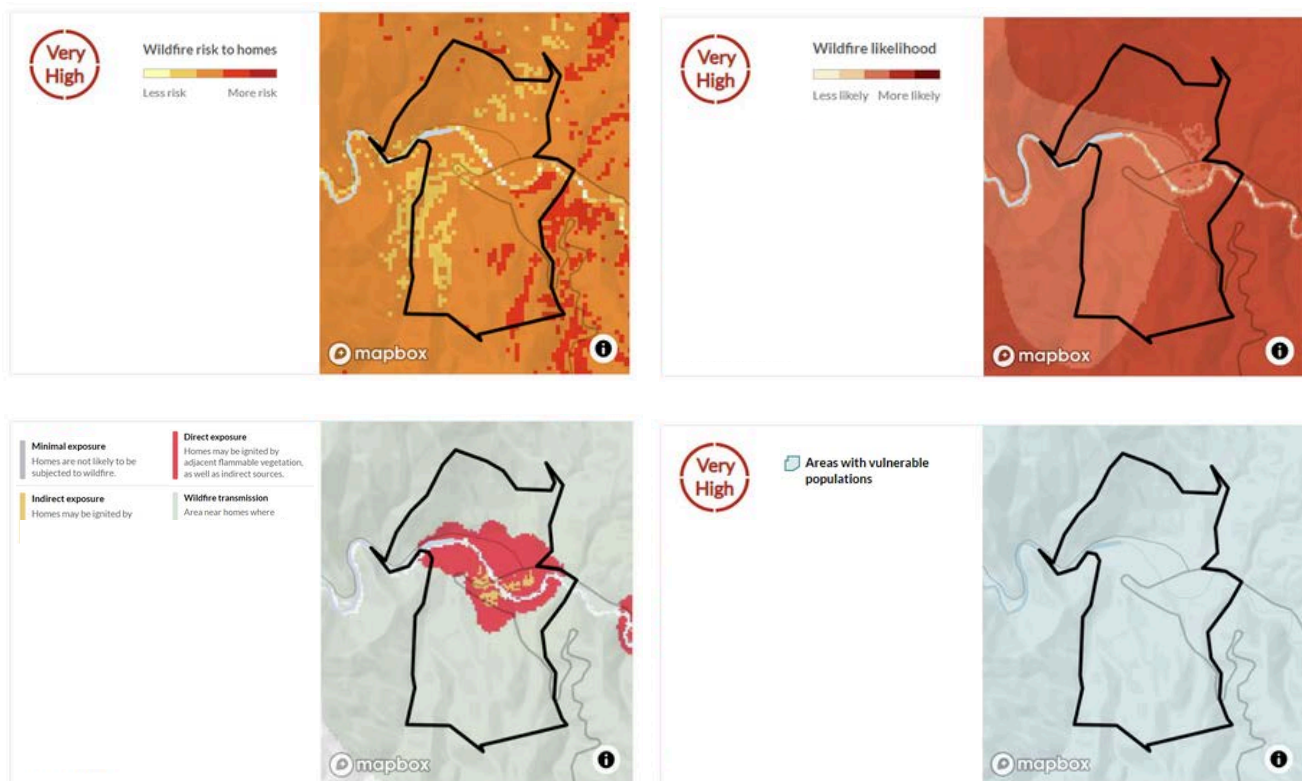 Very
High
Wildfire risk to homes
Less risk More risk
mapbox
Very
High
Wildfire likelihood
Less likely More likely
mapbox
Minimal exposure
Homes are not likely to be
subjected to wildfire.
Direct exposure
Homes may be ignited by
adjacent flammable vegetation,
as well as indirect sources.
Indirect exposure
Homes may be ignited by
Wildfire transmission
Area near homes where
mapbox
Very
High
Areas with vulnerable
populations
mapbox